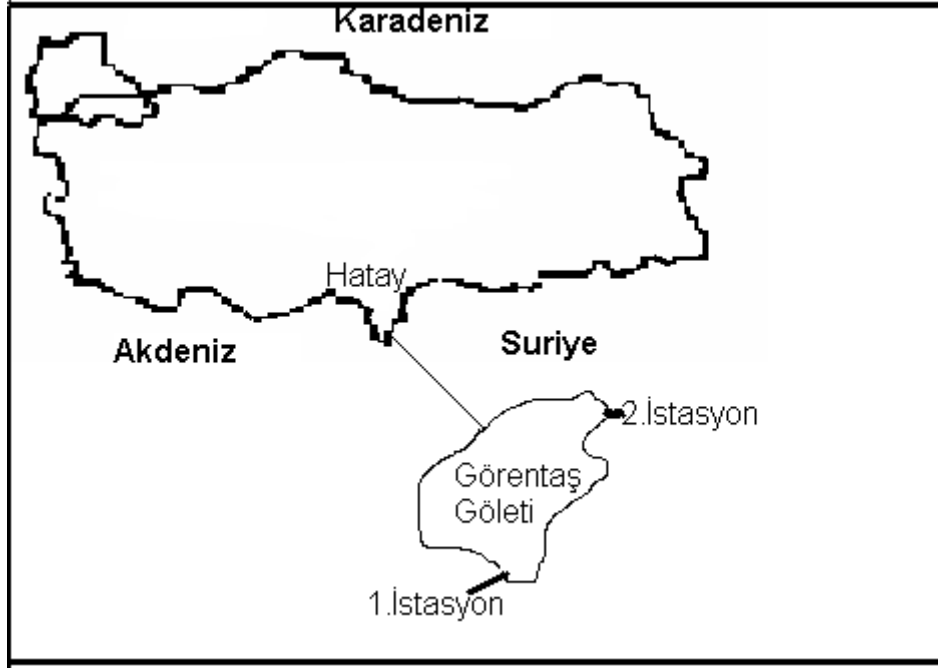 Karadeniz
Hatay
Akdeniz
Suriye
2.İstasyon
Görentaş
Göleti
1.İstasyon